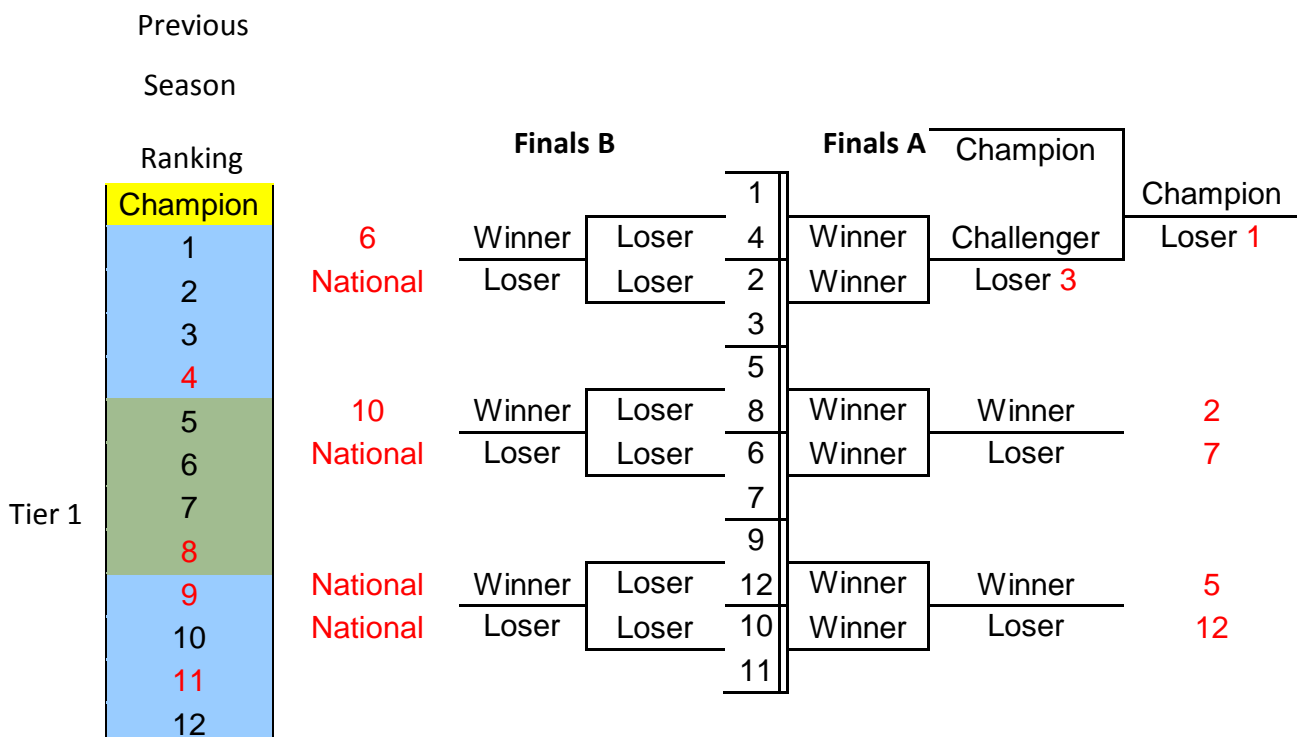 Previous
Season
Ranking
Finals B
Finals A
Champion
Champion
1
Champion
1
6
Winner
Loser
4
Winner
Challenger
Loser 1
2
National
Loser
Loser
2
Winner
Loser 3
3
3
4
5
5
10
Winner
Loser
8
Winner
Winner
2
6
National
Loser
Loser
6
Winner
Loser
7
Tier 1
7
7
8
9
9
National
Winner
Loser
12
Winner
Winner
5
10
National
Loser
Loser
10
Winner
Loser
12
11
11
12